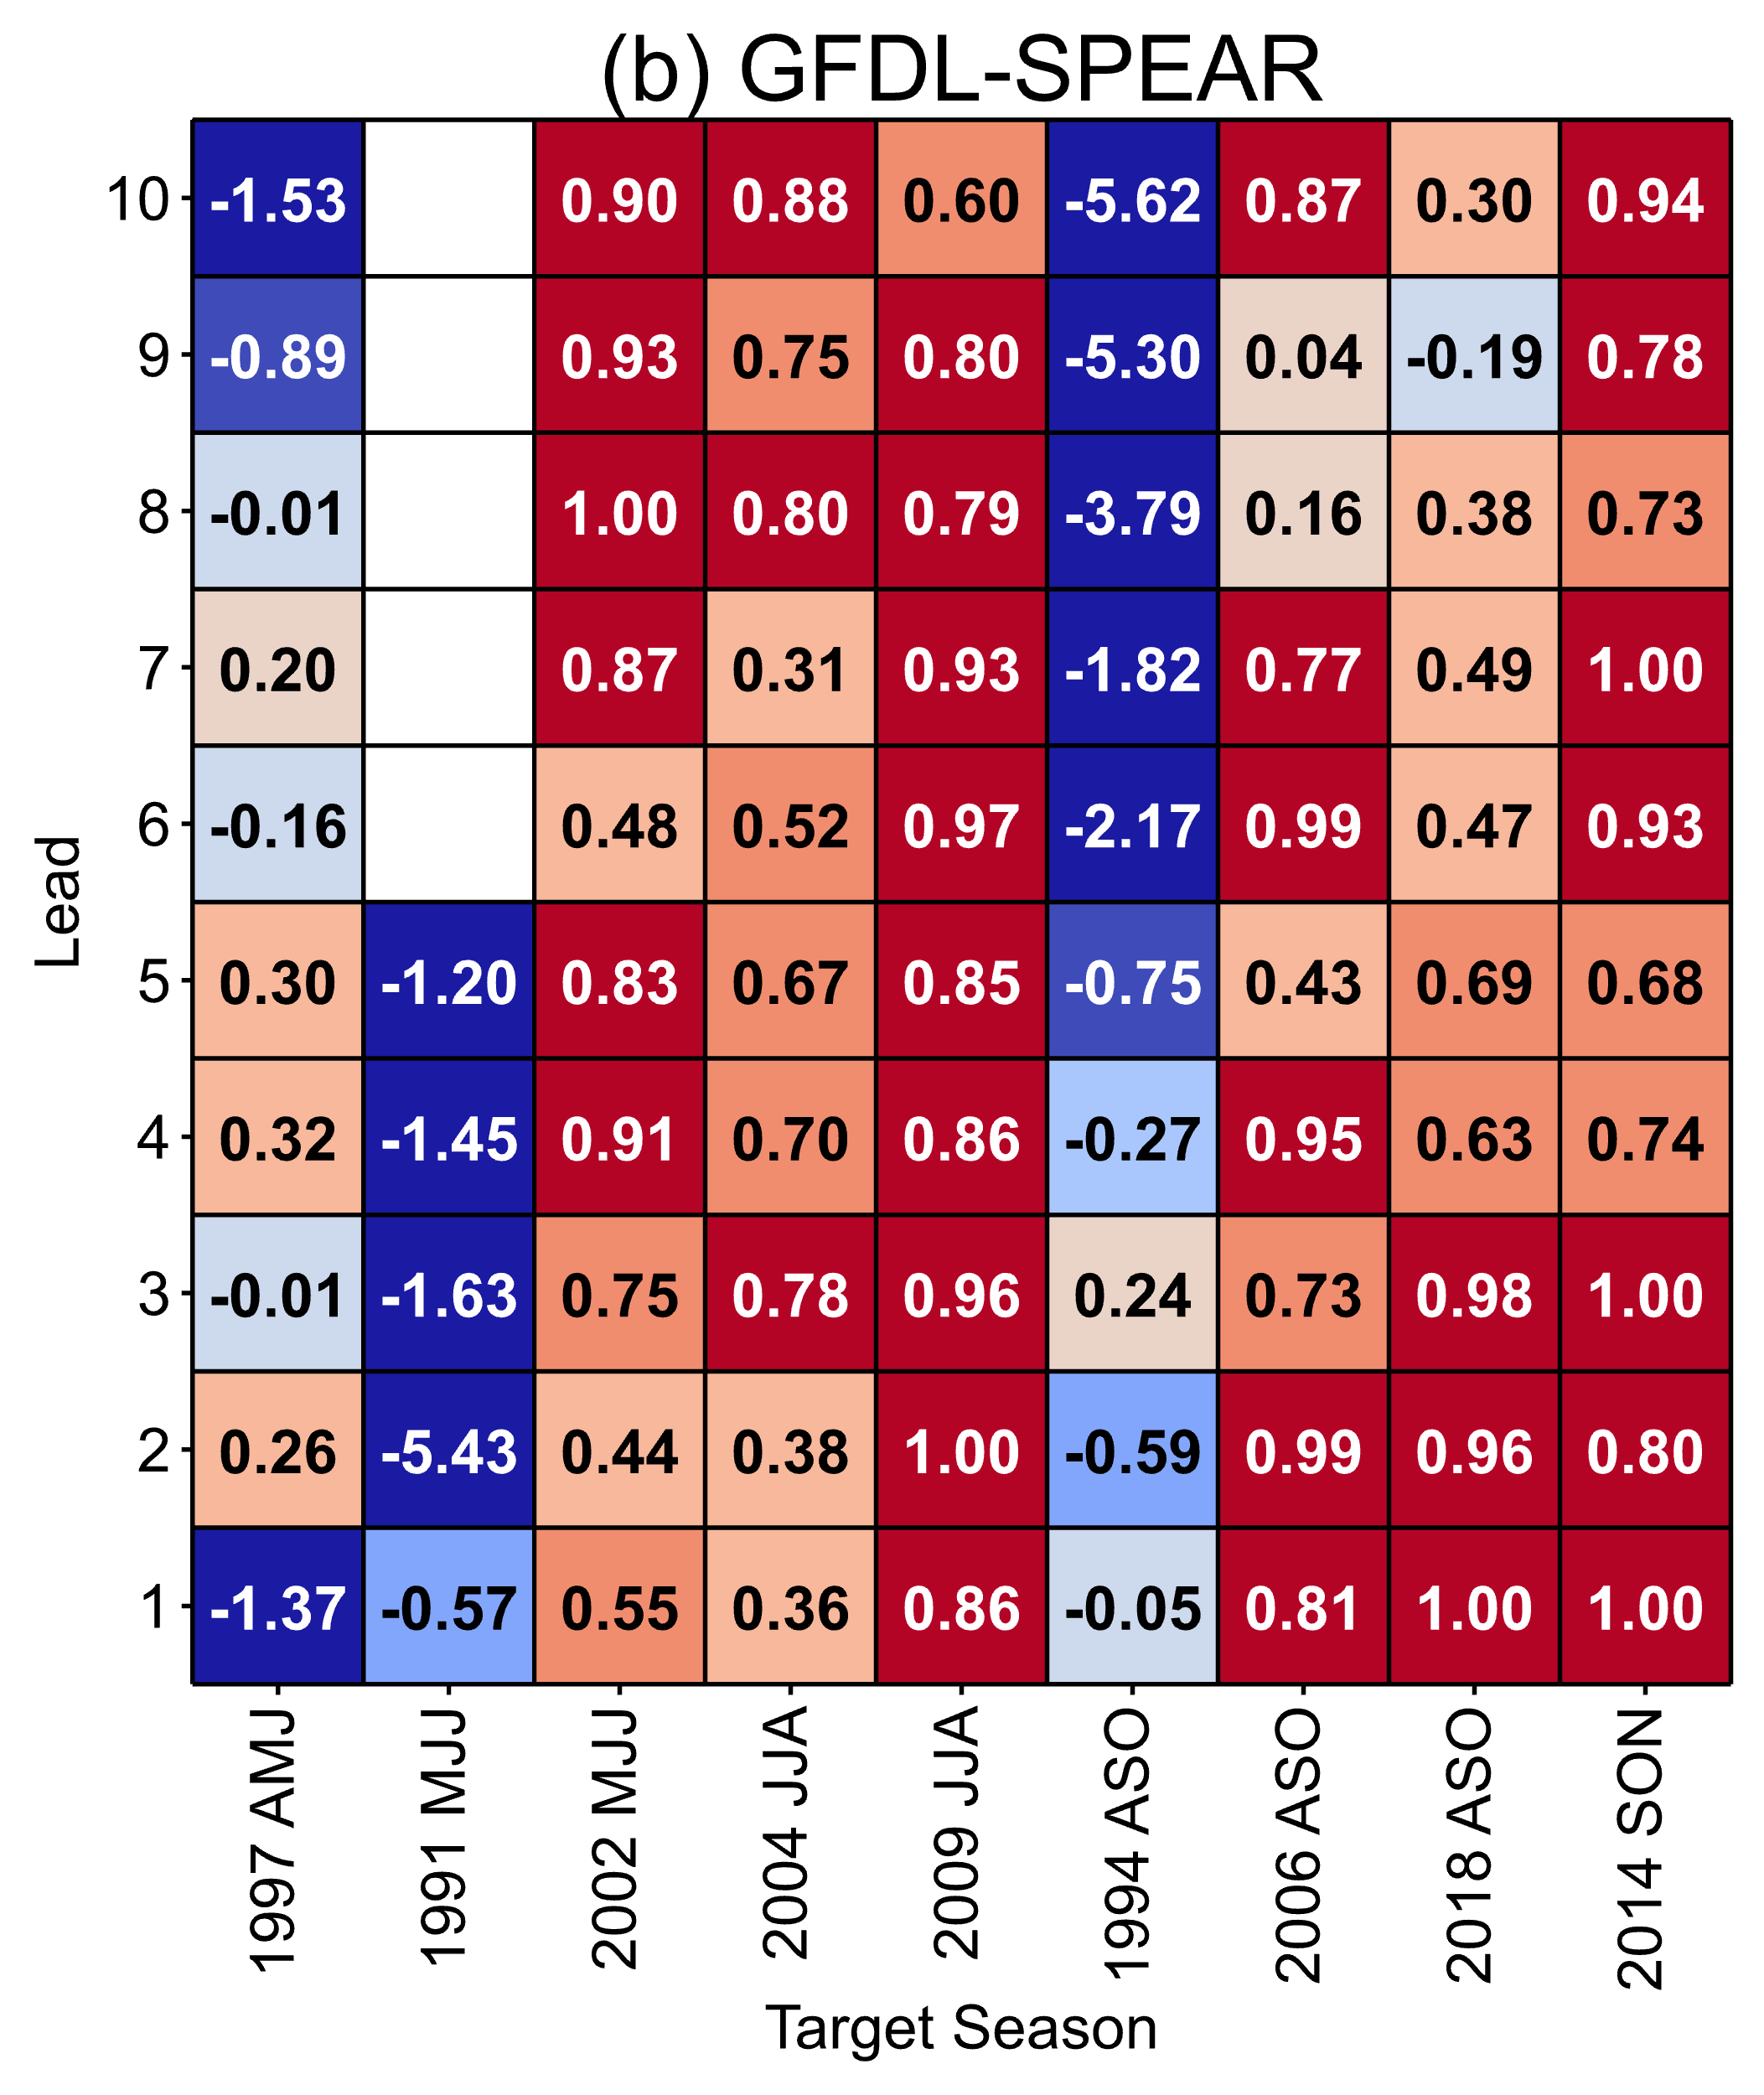 (b) GFDL-SPEAR
10 -1.53 0.90 0.88 0.60 -5.62 0.87 0.30 0.94
9 -0.89 0.93 0.75 0.80 -5.30 0.04 -0.19 0.78
8 -0.01 1.00 0.80 0.79 -3.79 0.16 0.38 0.73
7 0.20 0.87 0.31 0.93 -1.82 0.77 0.49 1.00
6 -0.16 0.48 0.52 0.97 -2.17 0.99 0.47 0.93
5 0.30 -1.20 0.83 0.67 0.85 -0.75 0.43 0.69 0.68
4 0.32 -1.45 0.91 0.70 0.86 -0.27 0.95 0.63 0.74
3 -0.01 -1.63 0.75 0.78 0.96 0.24 0.73 0.98 1.00
2 0.26 -5.43 0.44 0.38 1.00 -0.59 0.99 0.96 0.80
1 -1.37 -0.57 0.55 0.36 0.86 -0.05 0.81 1.00 1.00
Lead
1997 AMJ
1991 MJJ
2002 MJJ
2004 JJA
2009 JJA
1994 ASO
2006 ASO
2018 ASO
2014 SON
Target Season